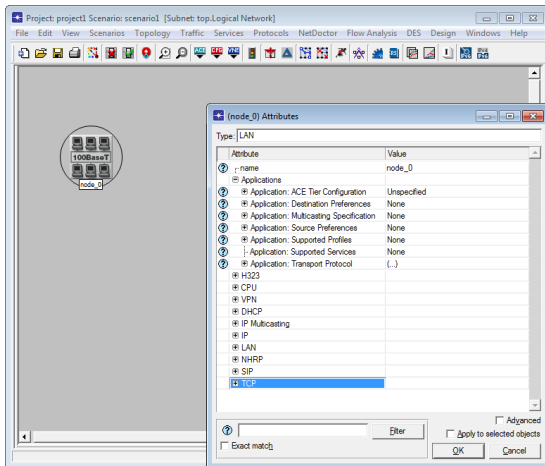 Project: project1 Scenario: scenario1 [Subnet: top.Logical Network]
File Edit View Scenarios Topology Traffic Services Protocols NetDoctor Flow Analysis DES Design Windows Help
100BaseT
node_0
(node_0) Attributes
Type: LAN
Attribute Value
name node_0
Applications
Application: ACE Tier Configuration Unspecified
Application: Destination Preferences None
Application: Multicasting Specification None
Application: Source Preferences None
Application: Supported Profiles None
Application: Supported Services None
Application: Transport Protocol (...)
H323
CPU
VPN
DHCP
IP Multicasting
IP
LAN
NHRP
SIP
TCP
Advanced
Filter
Apply to selected objects
Exact match
OK Cancel